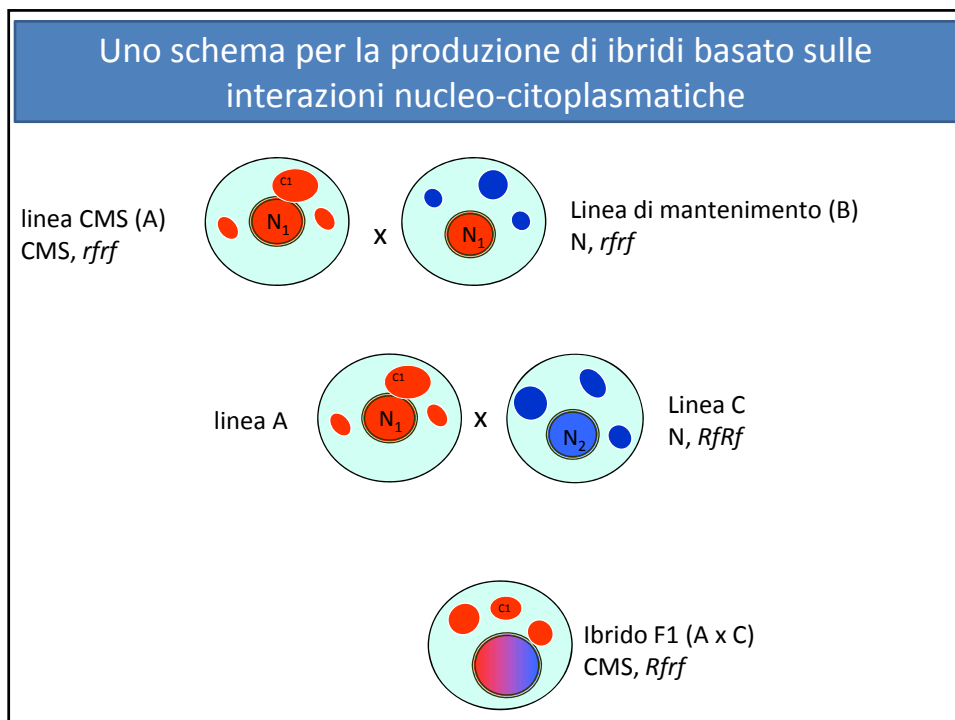 Uno schema per la produzione di ibridi basato sulle
interazioni nucleo-citoplasmatiche
linea CMS (A)
CMS, rfrf
C1
N1
x
N1
Linea di mantenimento (B)
N, rfrf
linea A
C1
N1
x
N2
Linea C
N, RfRf
C1
Ibrido F1 (A x C)
CMS, Rfrf